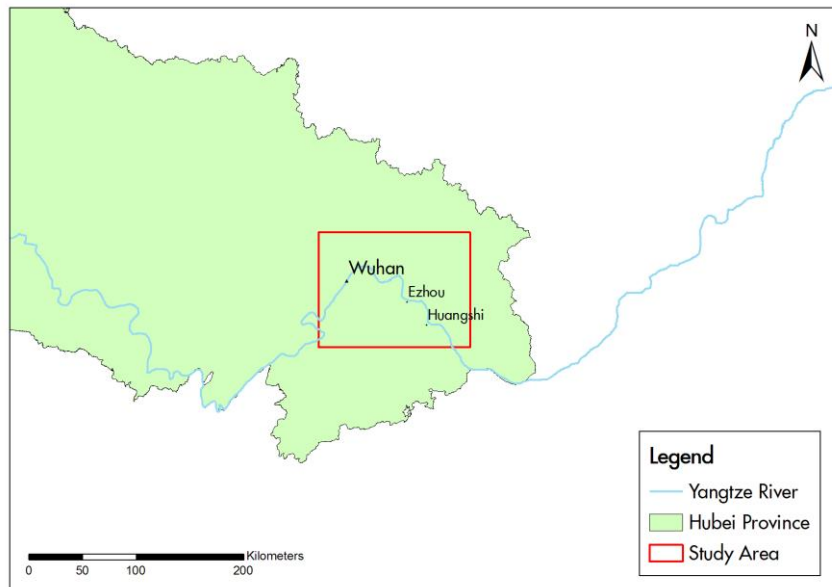 N
Wuhan
Ezhou
Huangshi
Legend
Yangtze River
Hubei Province
Study Area
Kilometers
0 50 100 200